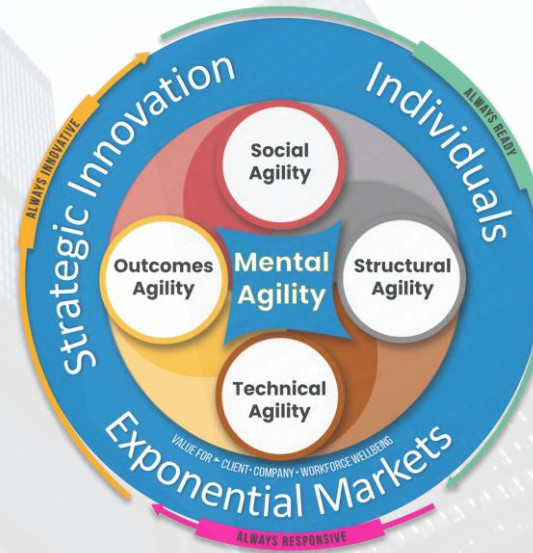 Strategic Innovation
Individuals
ALWAYS INNOVATIVE
ALWAYS READY
Social
Agility
Outcomes
Agility
Mental
Agility
Structural
Agility
Technical
Agility
VALUE FOR ► CLIENT • COMPANY • WORKFORCE WELLBEING
Exponential Markets
ALWAYS RESPONSIVE